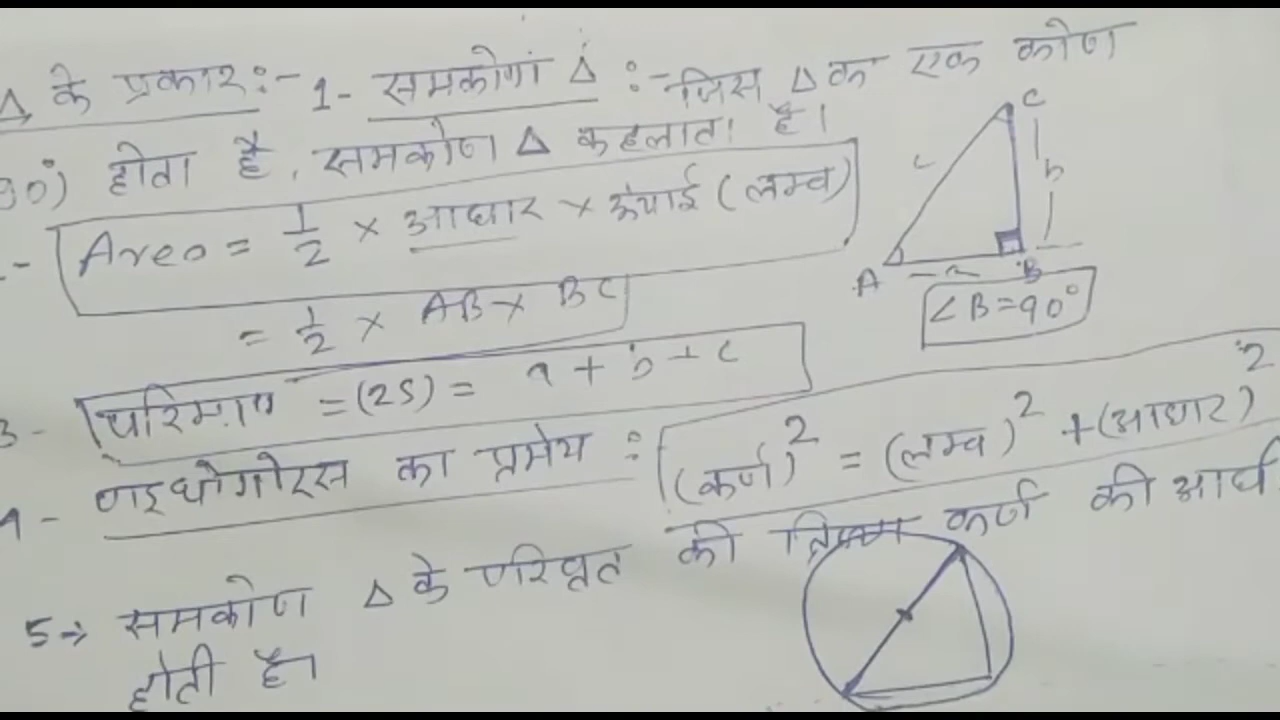 Δ के प्रकार :- 1- समकोण Δ :- जिस Δ का एक कोण
90°) होता है, समकोण Δ कहलाता है।
Area = 1/2 × आधार × ऊंचाई (लम्ब)
= 1/2 × AB × BC
C
c
b
A
a
B
∠B=90°
3- परिमाप = (2S) = a + b + c
4- पाइथोगोरस का प्रमेय : (कर्ण)² = (लम्ब)² + (आधार)²
5→ समकोण Δ के परिवृत की त्रिज्या कर्ण की आधी
होती है।